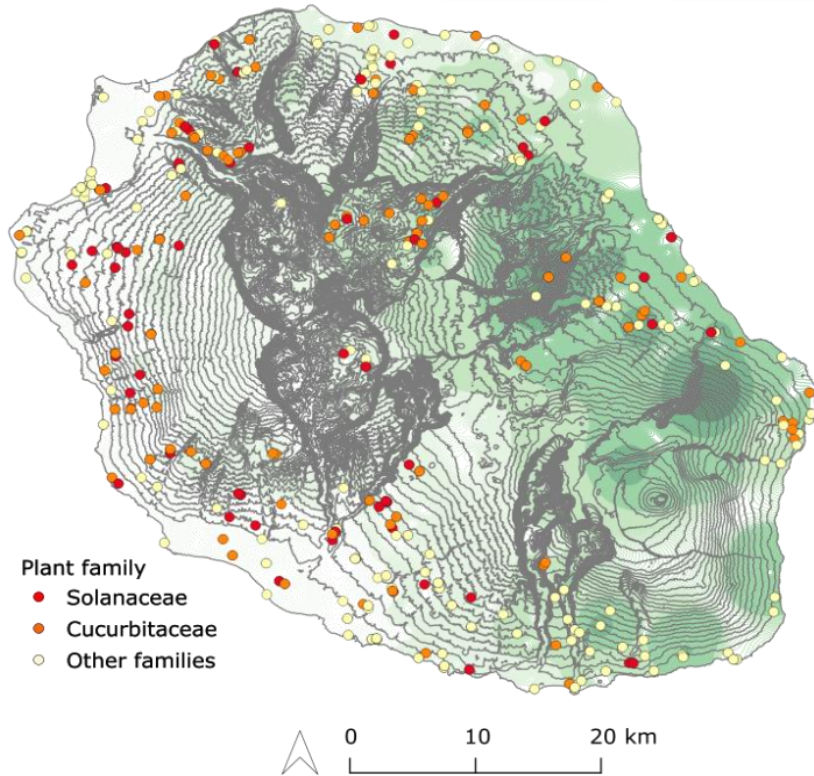 Plant family
Solanaceae
Cucurbitaceae
Other families
0 10 20 km